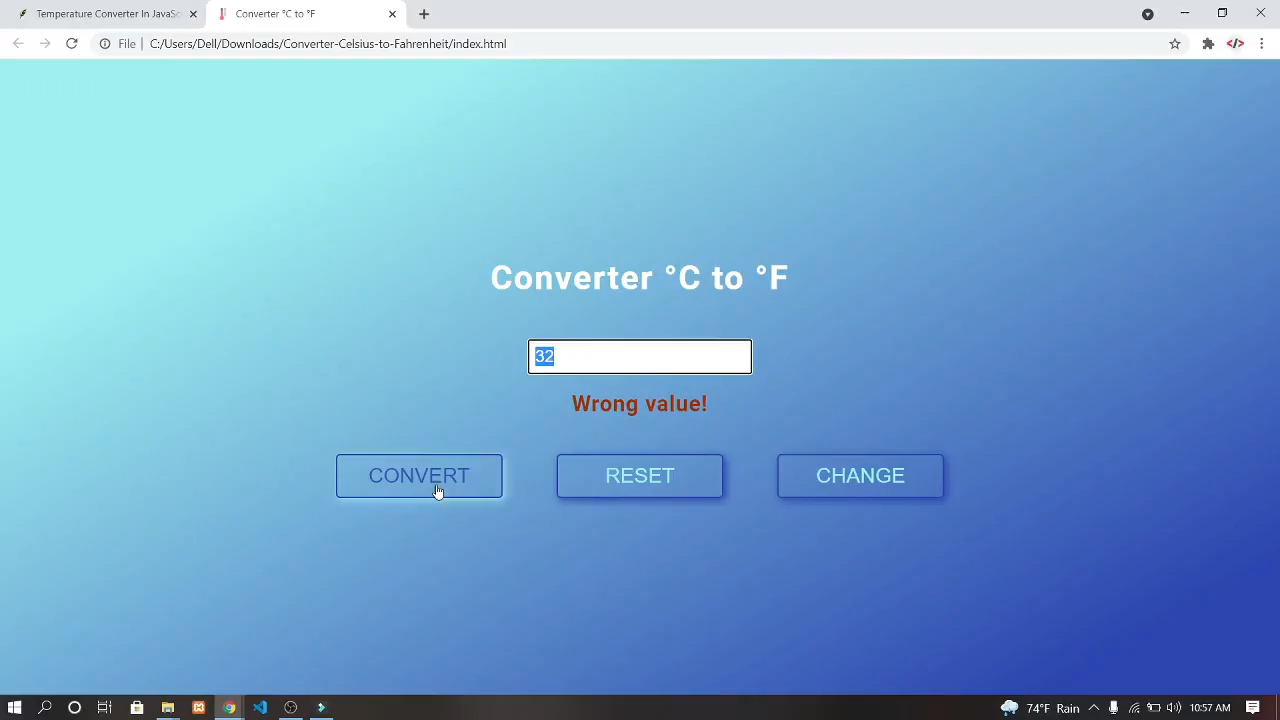 Temperature Converter In JavaSc
Converter °C to °F
File
C:/Users/Dell/Downloads/Converter-Celsius-to-Fahrenheit/index.html
Converter °C to °F
32
Wrong value!
CONVERT
RESET
CHANGE
74°F Rain
10:57 AM